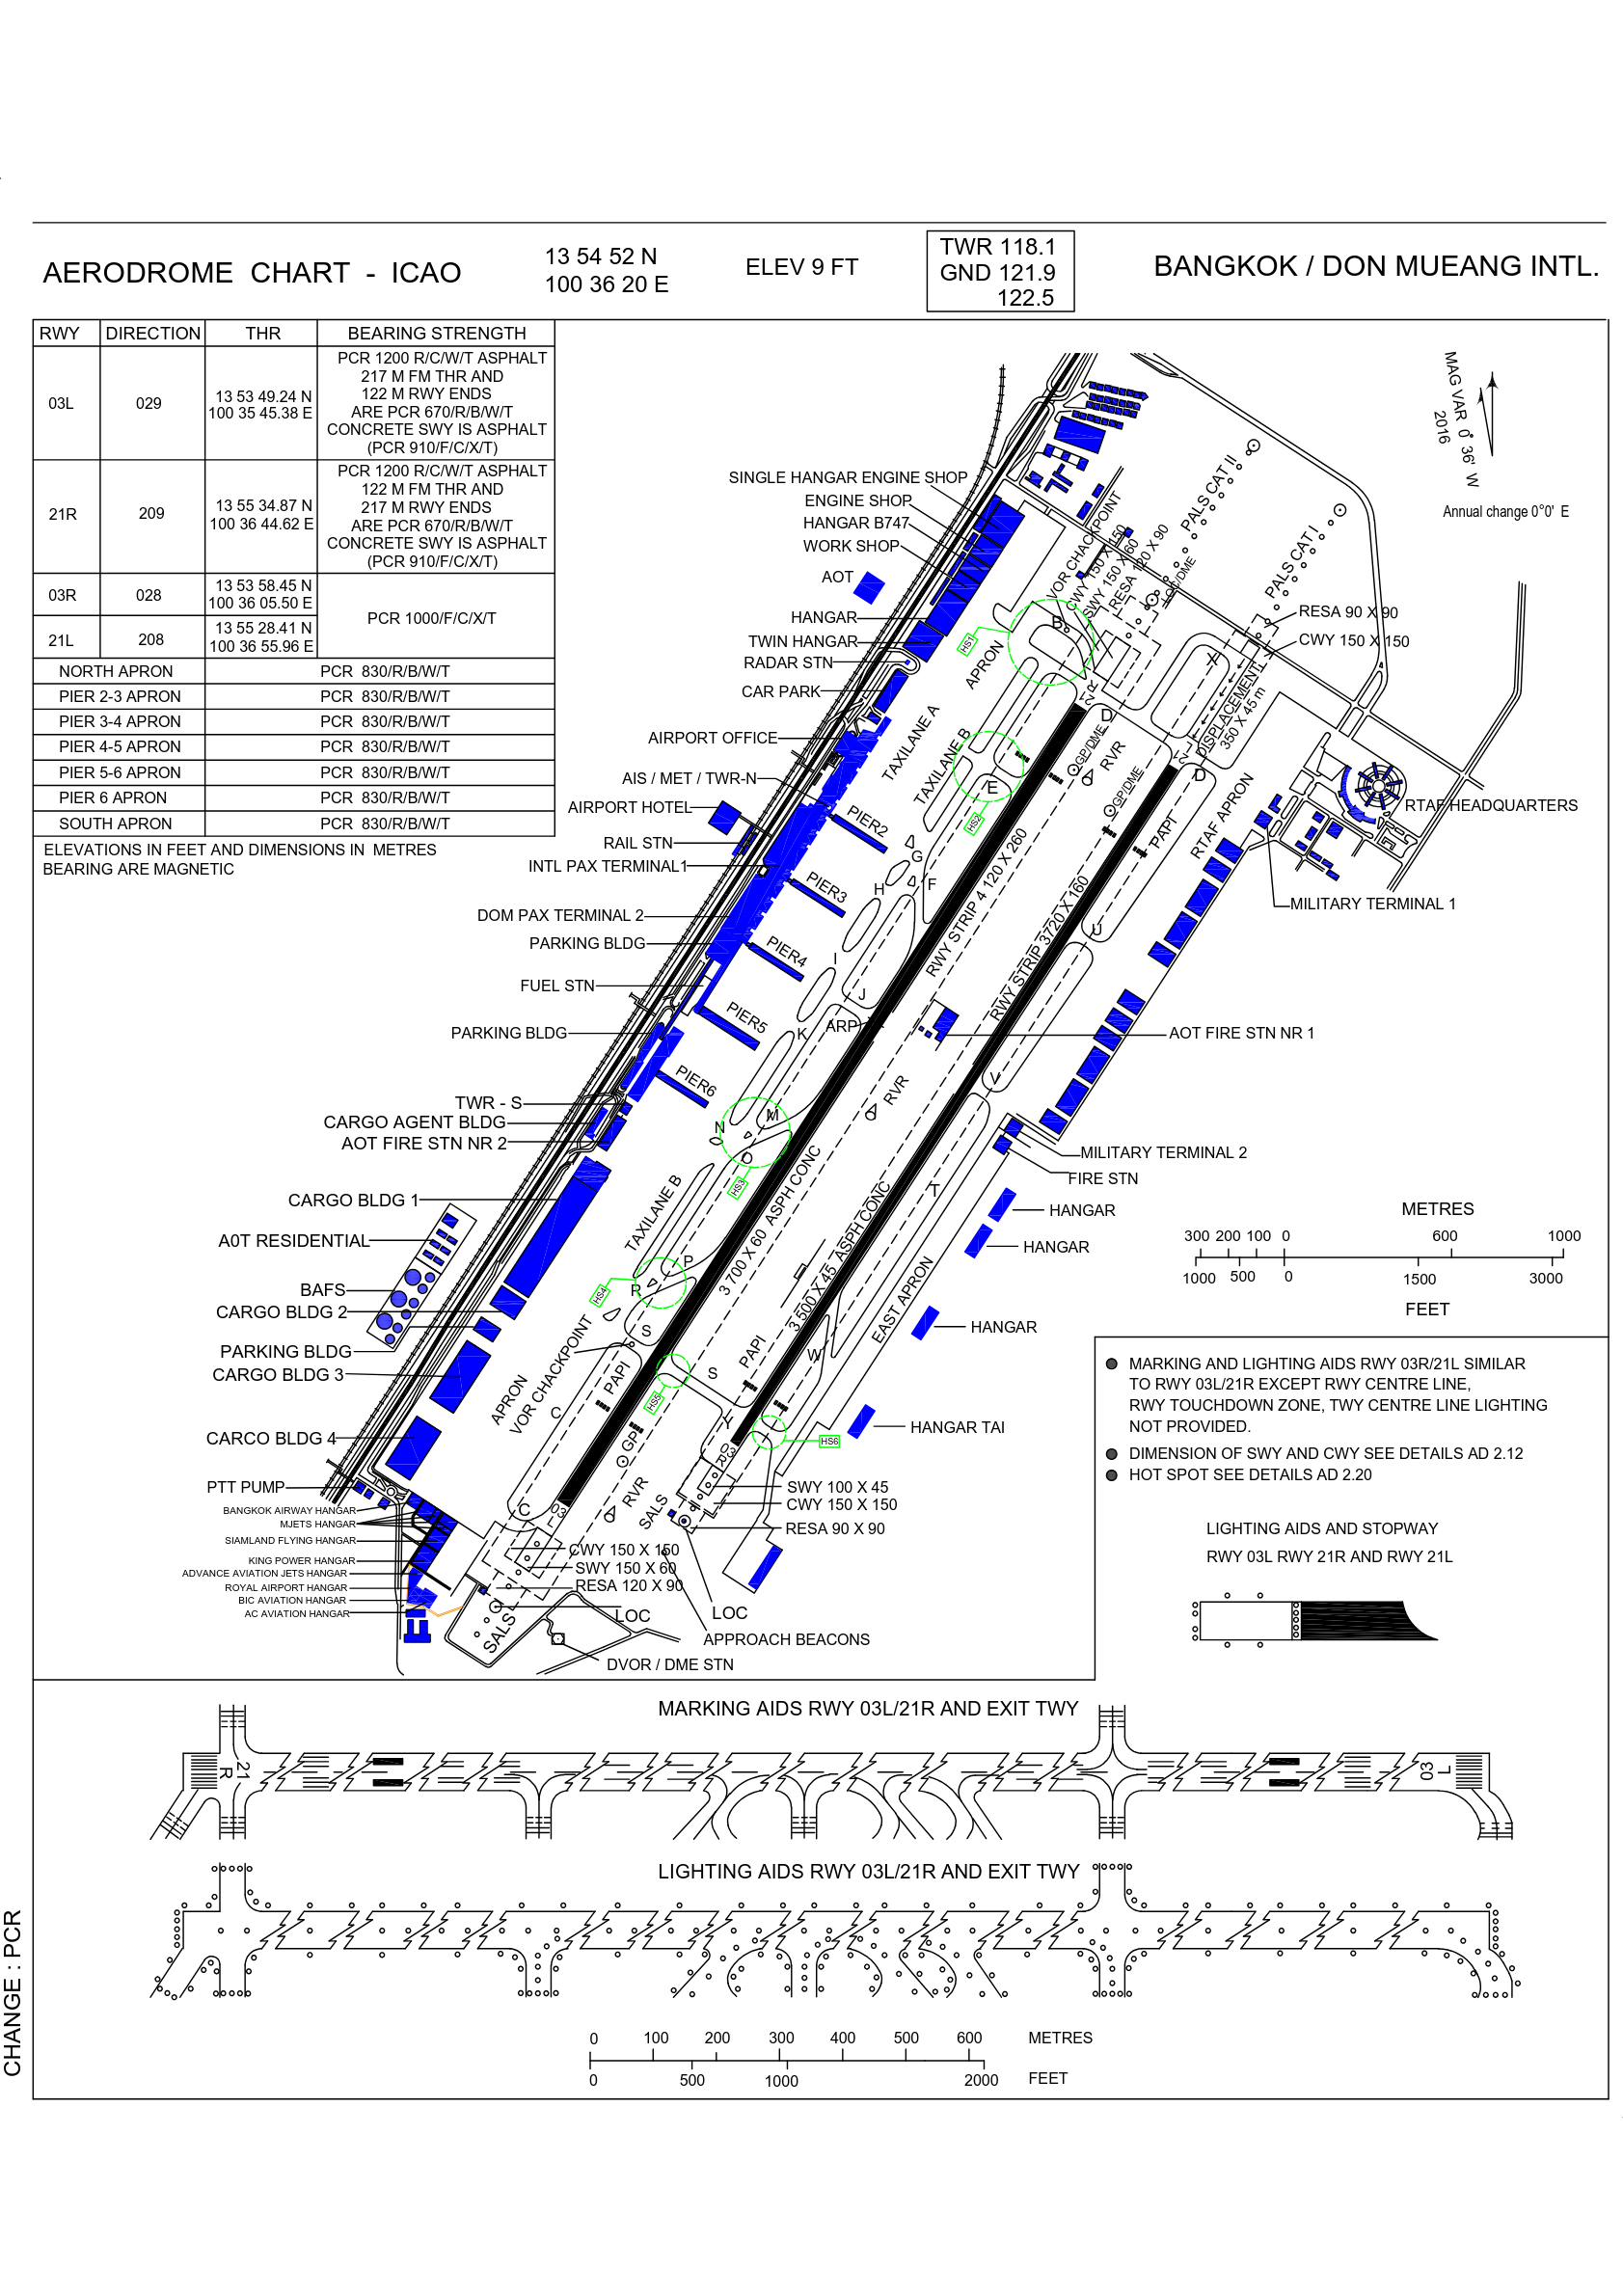 AERODROME CHART - ICAO
13 54 52 N
100 36 20 E
ELEV 9 FT
TWR 118.1
GND 121.9
122.5
BANGKOK / DON MUEANG INTL.
RWY DIRECTION THR BEARING STRENGTH
03L 029
13 53 49.24 N
100 35 45.38 E
PCR 1200 R/C/W/T ASPHALT
217 M FM THR AND
122 M RWY ENDS
ARE PCR 670/R/B/W/T
CONCRETE SWY IS ASPHALT
(PCR 910/F/C/X/T)
21R 209
13 55 34.87 N
100 36 44.62 E
PCR 1200 R/C/W/T ASPHALT
122 M FM THR AND
217 M RWY ENDS
ARE PCR 670/R/B/W/T
CONCRETE SWY IS ASPHALT
(PCR 910/F/C/X/T)
03R 028
13 53 58.45 N
100 36 05.50 E
PCR 1000/F/C/X/T
21L 208
13 55 28.41 N
100 36 55.96 E
NORTH APRON PCR 830/R/B/W/T
PIER 2-3 APRON PCR 830/R/B/W/T
PIER 3-4 APRON PCR 830/R/B/W/T
PIER 4-5 APRON PCR 830/R/B/W/T
PIER 5-6 APRON PCR 830/R/B/W/T
PIER 6 APRON PCR 830/R/B/W/T
SOUTH APRON PCR 830/R/B/W/T
ELEVATIONS IN FEET AND DIMENSIONS IN METRES
BEARING ARE MAGNETIC
MAG VAR 0° 36' W
2016
Annual change 0°0' E
SINGLE HANGAR ENGINE SHOP
ENGINE SHOP
HANGAR B747
WORK SHOP
AOT
HANGAR
TWIN HANGAR
RADAR STN
CAR PARK
AIRPORT OFFICE
AIS / MET / TWR-N
AIRPORT HOTEL
RAIL STN
INTL PAX TERMINAL1
DOM PAX TERMINAL 2
PARKING BLDG
FUEL STN
PARKING BLDG
TWR - S
CARGO AGENT BLDG
AOT FIRE STN NR 2
CARGO BLDG 1
A0T RESIDENTIAL
BAFS
CARGO BLDG 2
PARKING BLDG
CARGO BLDG 3
CARCO BLDG 4
PTT PUMP
BANGKOK AIRWAY HANGAR
MJETS HANGAR
SIAMLAND FLYING HANGAR
KING POWER HANGAR
ADVANCE AVIATION JETS HANGAR
ROYAL AIRPORT HANGAR
BIC AVIATION HANGAR
AC AVIATION HANGAR
PALS CAT II
PALS CAT I
VOR CHACKPOINT
CWY 150 X 150
SWY 150 X 60
RESA 120 X 90
LOC/DME
RESA 90 X 90
CWY 150 X 150
HS1
APRON
B
21R
D
X
DISPLACEMENT
350 X 45 m
21
D
TAXILANE A
TAXILANE B
HS2
E
GP/DME
RVR
GP/DME
PAPI
RTAF APRON
RTAF HEADQUARTERS
MILITARY TERMINAL 1
PIER2
PIER3
PIER4
PIER5
PIER6
G
F
H
I
J
K
ARP
RWY STRIP 4 120 X 260
RWY STRIP 3720 X 160
U
V
AOT FIRE STN NR 1
RVR
M
N
O
HS3
TAXILANE B
3 700 X 60 ASPH CONC
3 500 X 45 ASPH CONC
T
EAST APRON
MILITARY TERMINAL 2
FIRE STN
HANGAR
HANGAR
HANGAR
HANGAR TAI
P
R
HS4
S
S
HS5
W
Y
HS6
PAPI
PAPI
APRON
VOR CHACKPOINT
C
C
03
GP
RVR
SALS
03R
SWY 100 X 45
CWY 150 X 150
RESA 90 X 90
CWY 150 X 150
SWY 150 X 60
RESA 120 X 90
LOC
LOC
SALS
APPROACH BEACONS
DVOR / DME STN
METRES
300 200 100 0 600 1000
1000 500 0 1500 3000
FEET
MARKING AND LIGHTING AIDS RWY 03R/21L SIMILAR
TO RWY 03L/21R EXCEPT RWY CENTRE LINE,
RWY TOUCHDOWN ZONE, TWY CENTRE LINE LIGHTING
NOT PROVIDED.
DIMENSION OF SWY AND CWY SEE DETAILS AD 2.12
HOT SPOT SEE DETAILS AD 2.20
LIGHTING AIDS AND STOPWAY
RWY 03L RWY 21R AND RWY 21L
MARKING AIDS RWY 03L/21R AND EXIT TWY
21
R
03
L
LIGHTING AIDS RWY 03L/21R AND EXIT TWY
0 100 200 300 400 500 600 METRES
0 500 1000 2000 FEET
CHANGE : PCR